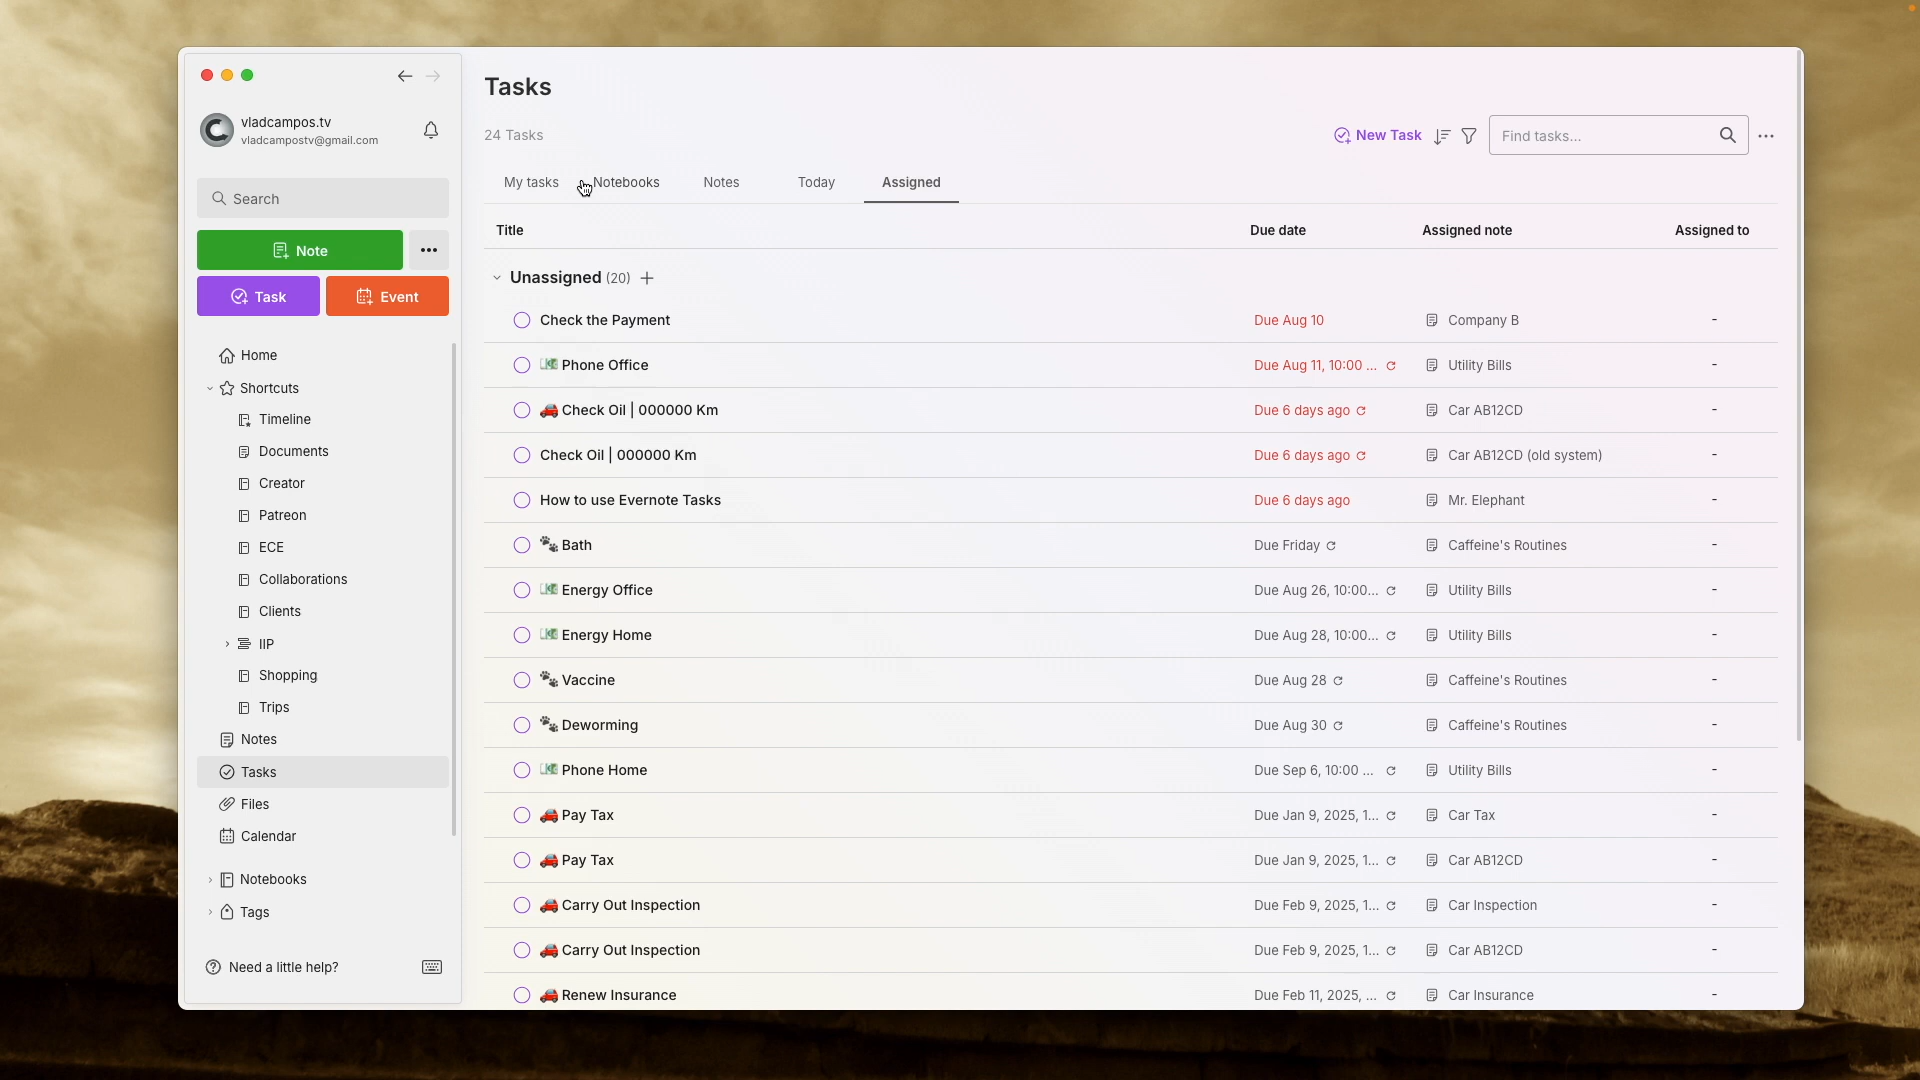 Tasks
vladcampos.tv
vladcampostv@gmail.com
24 Tasks
New Task
Find tasks...
Search
My tasks
Notebooks
Notes
Today
Assigned
Note
Task
Event
Title
Due date
Assigned note
Assigned to
Unassigned (20)
Check the Payment Due Aug 10 Company B -
Phone Office Due Aug 11, 10:00 ... Utility Bills -
Check Oil | 000000 Km Due 6 days ago Car AB12CD -
Check Oil | 000000 Km Due 6 days ago Car AB12CD (old system) -
How to use Evernote Tasks Due 6 days ago Mr. Elephant -
Bath Due Friday Caffeine's Routines -
Energy Office Due Aug 26, 10:00... Utility Bills -
Energy Home Due Aug 28, 10:00... Utility Bills -
Vaccine Due Aug 28 Caffeine's Routines -
Deworming Due Aug 30 Caffeine's Routines -
Phone Home Due Sep 6, 10:00 ... Utility Bills -
Pay Tax Due Jan 9, 2025, 1... Car Tax -
Pay Tax Due Jan 9, 2025, 1... Car AB12CD -
Carry Out Inspection Due Feb 9, 2025, 1... Car Inspection -
Carry Out Inspection Due Feb 9, 2025, 1... Car AB12CD -
Renew Insurance Due Feb 11, 2025, ... Car Insurance -
Home
Shortcuts
Timeline
Documents
Creator
Patreon
ECE
Collaborations
Clients
IIP
Shopping
Trips
Notes
Tasks
Files
Calendar
Notebooks
Tags
Need a little help?